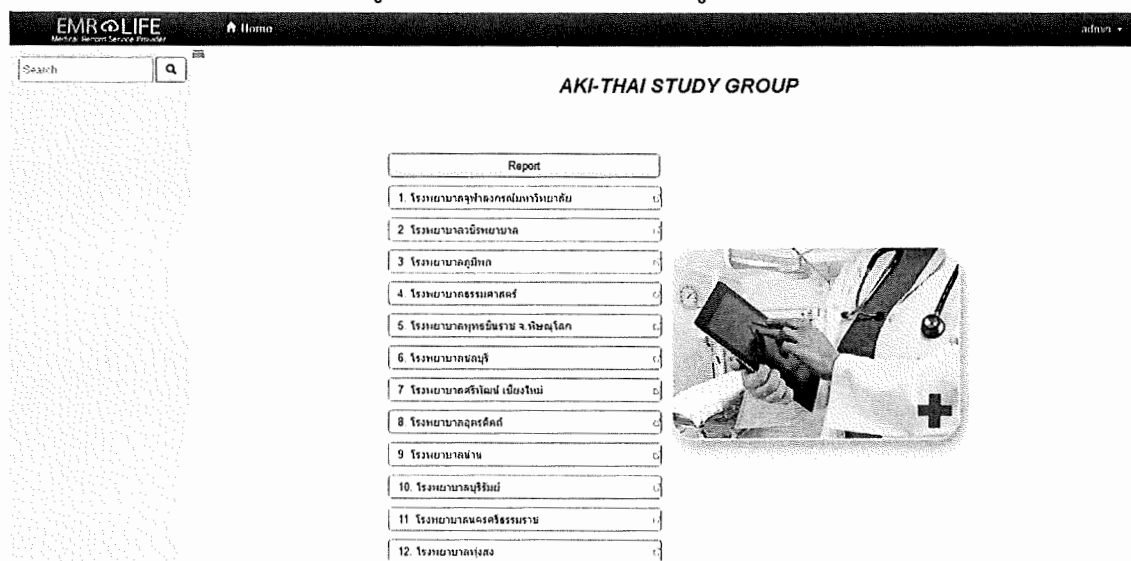 EMR LIFE
Medical Record Service Provider
Home
admin
Search
AKI-THAI STUDY GROUP
Report
1. โรงพยาบาลจุฬาลงกรณ์มหาวิทยาลัย
2 โรงพยาบาลวชิรพยาบาล
3 โรงพยาบาลภูมิพล
4. โรงพยาบาลธรรมศาสตร์
5. โรงพยาบาลพุทธชินราช จ.พิษณุโลก
6. โรงพยาบาลชลบุรี
7 โรงพยาบาลศรีพัฒน์ เชียงใหม่
8. โรงพยาบาลอุตรดิตถ์
9 โรงพยาบาลน่าน
10. โรงพยาบาลบุรีรัมย์
11 โรงพยาบาลนครศรีธรรมราช
12. โรงพยาบาลทุ่งสง